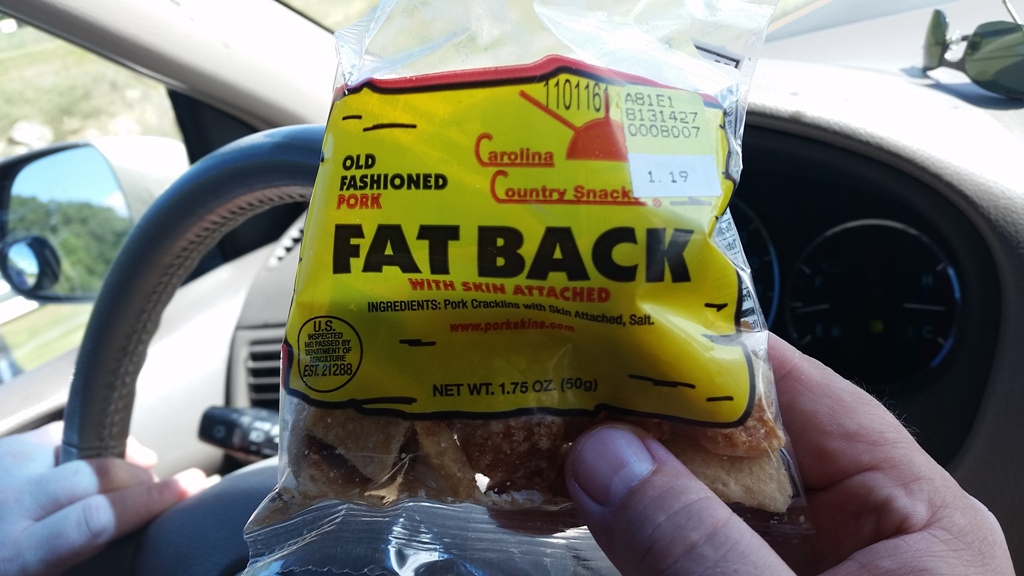 1101161
A81E1
8131427
0008007
1.19
Carolina
Country Snack
OLD
FASHIONED
PORK
FAT BACK
WITH SKIN ATTACHED
INGREDIENTS: Pork Cracklins with Skin Attached, Salt.
www.porkskins.com
U.S.
INSPECTED
AND PASSED BY
DEPARTMENT OF
AGRICULTURE
EST. 21288
NET WT. 1.75 OZ. (50g)